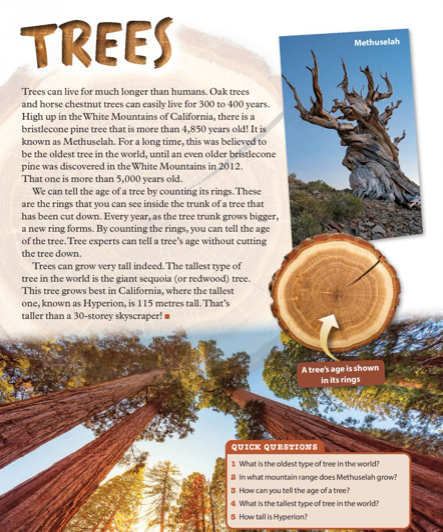 TREES
Methuselah
Trees can live for much longer than humans. Oak trees
and horse chestnut trees can easily live for 300 to 400 years.
High up in the White Mountains of California, there is a
bristlecone pine tree that is more than 4,850 years old! It is
known as Methuselah. For a long time, this was believed to
be the oldest tree in the world, until an even older bristlecone
pine was discovered in the White Mountains in 2012.
That one is more than 5,000 years old.
We can tell the age of a tree by counting its rings. These
are the rings that you can see inside the trunk of a tree that
has been cut down. Every year, as the tree trunk grows bigger,
a new ring forms. By counting the rings, you can tell the age
of the tree. Tree experts can tell a tree's age without cutting
the tree down.
Trees can grow very tall indeed. The tallest type of
tree in the world is the giant sequoia (or redwood) tree.
This tree grows best in California, where the tallest
one, known as Hyperion, is 115 metres tall. That's
taller than a 30-storey skyscraper!
A tree's age is shown
in its rings
QUICK QUESTIONS
1 What is the oldest type of tree in the world?
2 In what mountain range does Methuselah grow?
3 How can you tell the age of a tree?
4 What is the tallest type of tree in the world?
5 How tall is Hyperion?